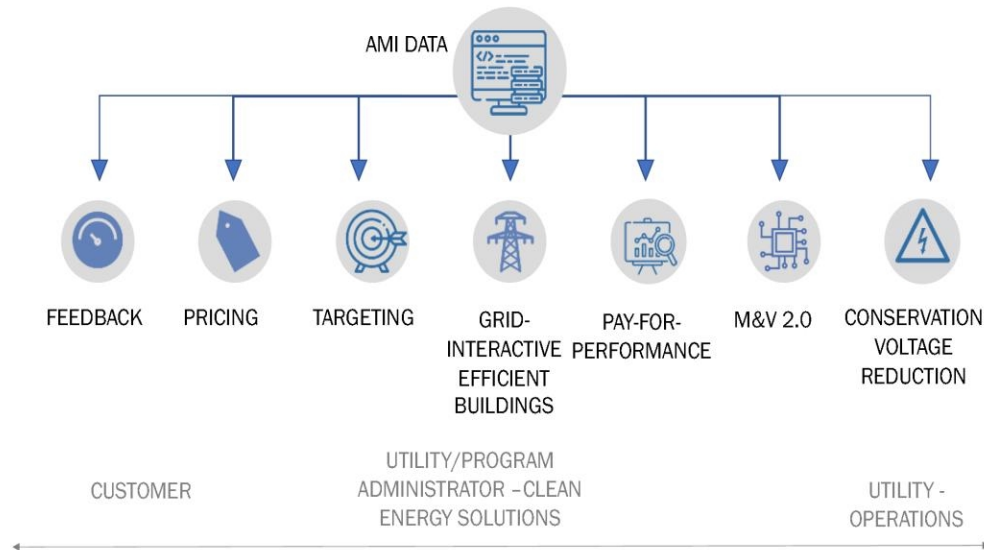 AMI DATA
</>
FEEDBACK
PRICING
TARGETING
GRID-
INTERACTIVE
EFFICIENT
BUILDINGS
PAY-FOR-
PERFORMANCE
M&V 2.0
CONSERVATION
VOLTAGE
REDUCTION
CUSTOMER
UTILITY/PROGRAM
ADMINISTRATOR –CLEAN
ENERGY SOLUTIONS
UTILITY -
OPERATIONS